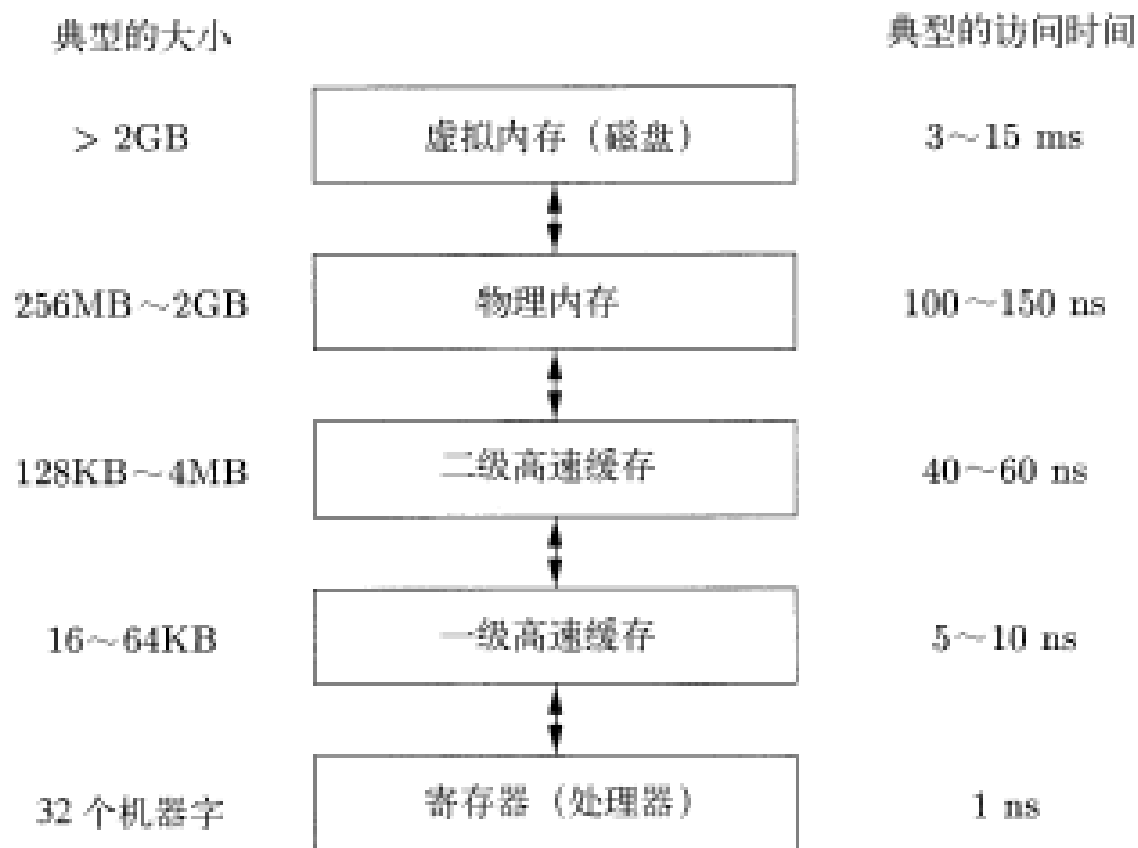 典型的大小 典型的访问时间
> 2GB 虚拟内存（磁盘） 3～15 ms
256MB～2GB 物理内存 100～150 ns
128KB～4MB 二级高速缓存 40～60 ns
16～64KB 一级高速缓存 5～10 ns
32 个机器字 寄存器（处理器） 1 ns